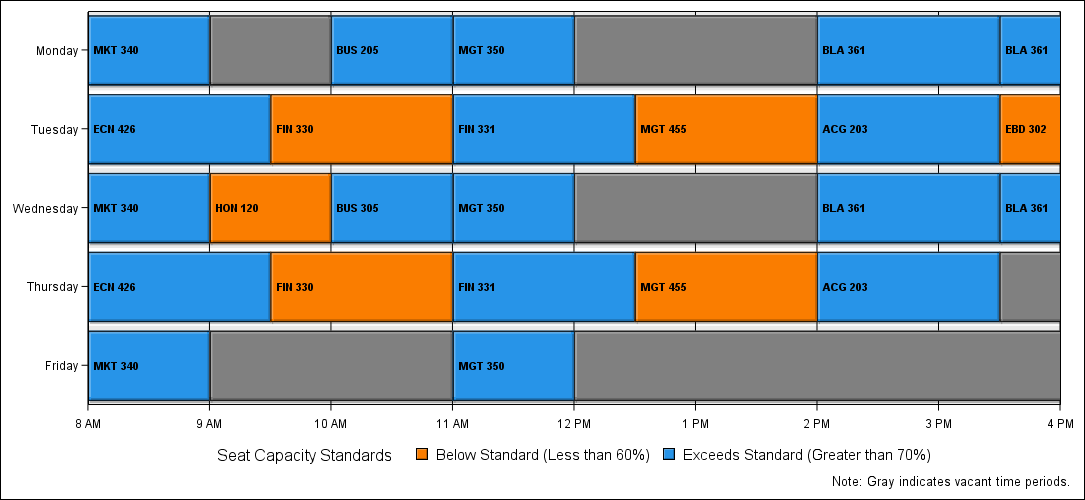 Monday MKT 340 BUS 205 MGT 350 BLA 361 BLA 361
Tuesday ECN 426 FIN 330 FIN 331 MGT 455 ACG 203 EBD 302
Wednesday MKT 340 HON 120 BUS 305 MGT 350 BLA 361 BLA 361
Thursday ECN 426 FIN 330 FIN 331 MGT 455 ACG 203
Friday MKT 340 MGT 350
8 AM 9 AM 10 AM 11 AM 12 PM 1 PM 2 PM 3 PM 4 PM
Seat Capacity Standards Below Standard (Less than 60%) Exceeds Standard (Greater than 70%)
Note: Gray indicates vacant time periods.